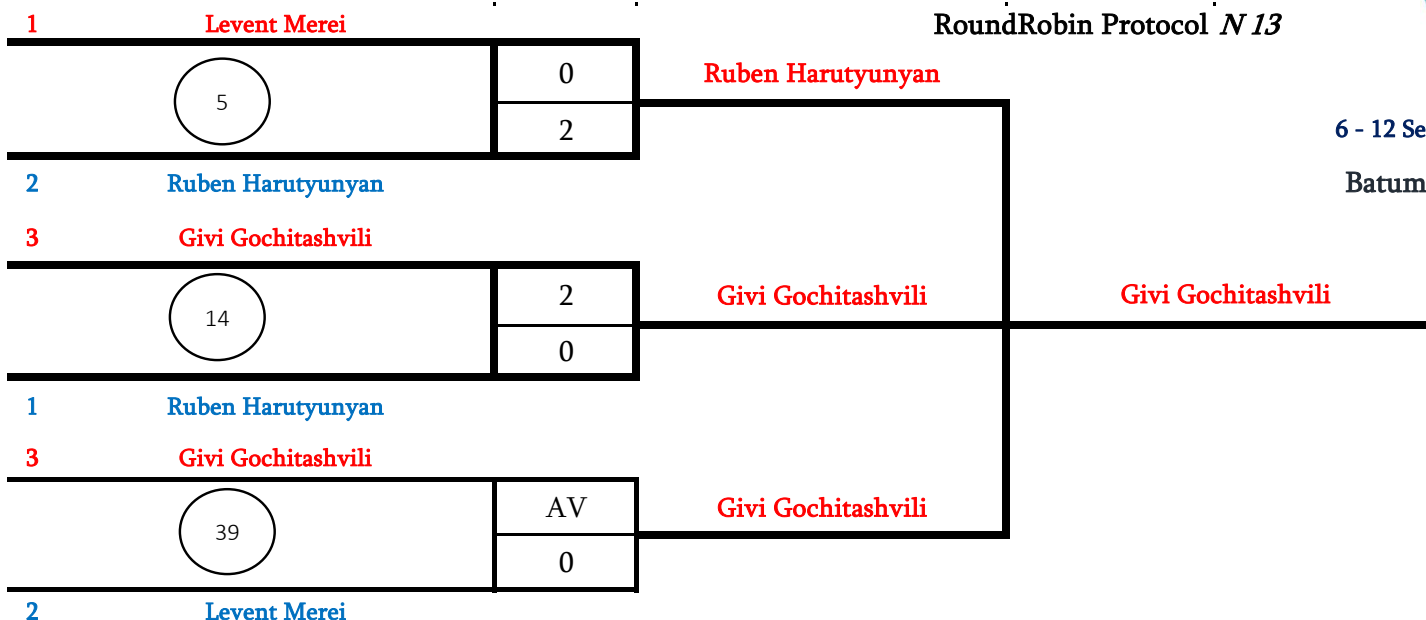 1 Levent Merei
RoundRobin Protocol N 13
0
Ruben Harutyunyan
5
2
6 - 12 Se
2 Ruben Harutyunyan
Batum
3 Givi Gochitashvili
2
Givi Gochitashvili
Givi Gochitashvili
14
0
1 Ruben Harutyunyan
3 Givi Gochitashvili
AV
Givi Gochitashvili
39
0
2 Levent Merei